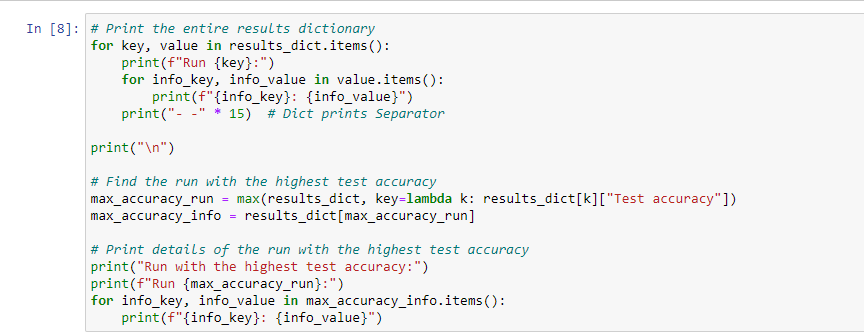 In [8]: # Print the entire results dictionary
for key, value in results_dict.items():
    print(f"Run {key}:")
    for info_key, info_value in value.items():
        print(f"{info_key}: {info_value}")
    print("- -" * 15)  # Dict prints Separator

print("\n")

# Find the run with the highest test accuracy
max_accuracy_run = max(results_dict, key=lambda k: results_dict[k]["Test accuracy"])
max_accuracy_info = results_dict[max_accuracy_run]

# Print details of the run with the highest test accuracy
print("Run with the highest test accuracy:")
print(f"Run {max_accuracy_run}:")
for info_key, info_value in max_accuracy_info.items():
    print(f"{info_key}: {info_value}")